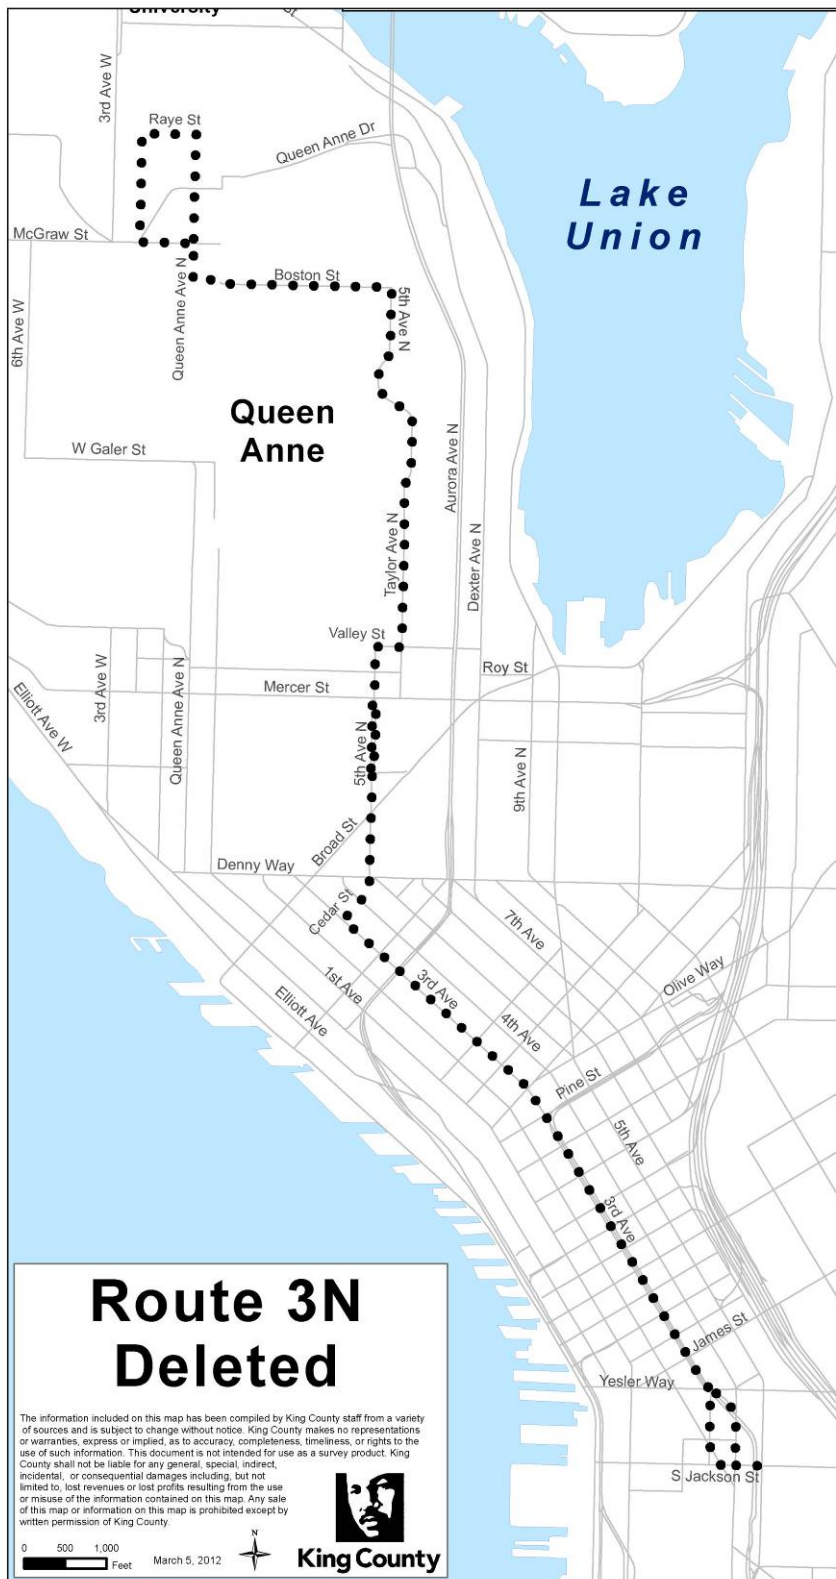 University
St
3rd Ave W
Raye St
Queen Anne Dr
Lake
Union
McGraw St
Boston St
5th Ave N
Queen Anne Ave N
6th Ave W
Queen
Anne
W Galer St
Aurora Ave N
Taylor Ave N
Dexter Ave N
Valley St
Roy St
3rd Ave W
Mercer St
Elliott Ave W
Queen Anne Ave N
5th Ave N
9th Ave N
Broad St
Denny Way
Cedar St
7th Ave
1st Ave
3rd Ave
Olive Way
Elliott Ave
4th Ave
Pine St
5th Ave
3rd Ave
James St
Yesler Way
S Jackson St
Route 3N
Deleted
The information included on this map has been compiled by King County staff from a variety
of sources and is subject to change without notice. King County makes no representations
or warranties, express or implied, as to accuracy, completeness, timeliness, or rights to the
use of such information. This document is not intended for use as a survey product. King
County shall not be liable for any general, special, indirect,
incidental, or consequential damages including, but not
limited to, lost revenues or lost profits resulting from the use
or misuse of the information contained on this map. Any sale
of this map or information on this map is prohibited except by
written permission of King County.
0 500 1,000
Feet
March 5, 2012
N
King County